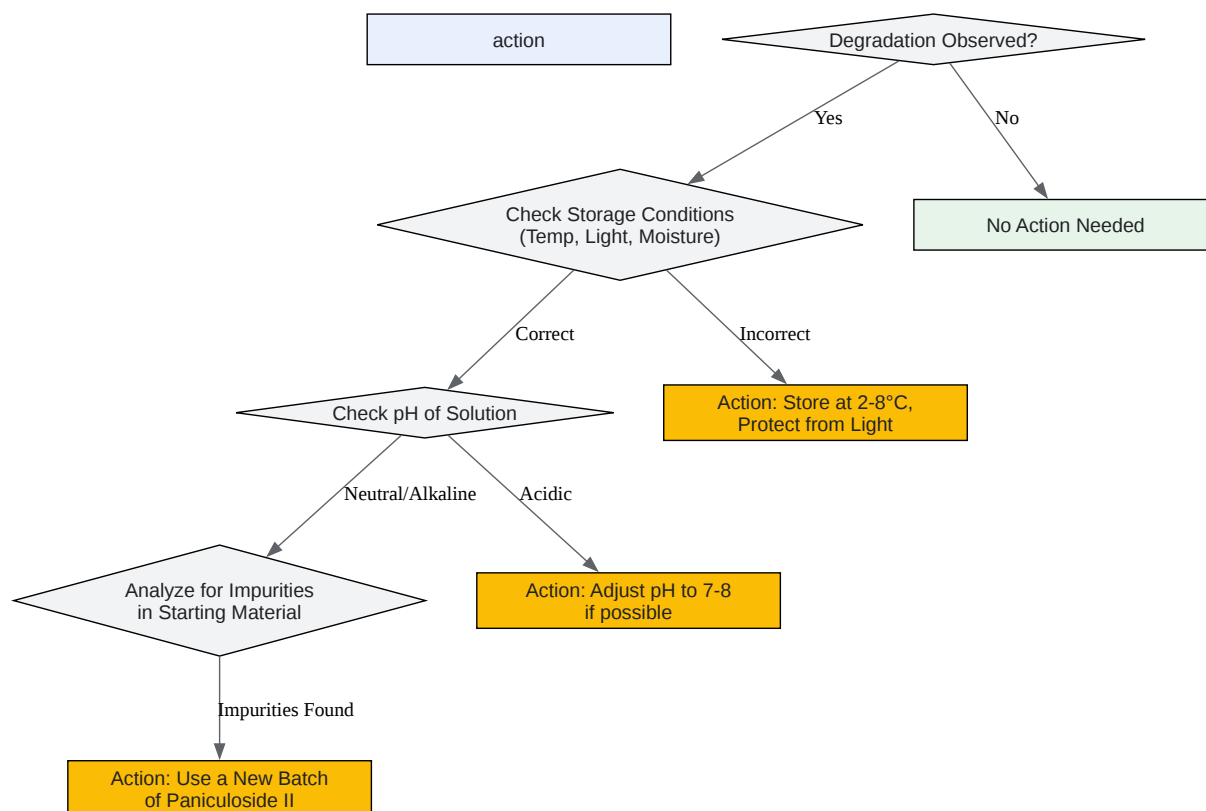 action
Degradation Observed?
Yes
No
Check Storage Conditions
(Temp, Light, Moisture)
No Action Needed
Correct
Incorrect
Check pH of Solution
Action: Store at 2-8°C,
Protect from Light
Neutral/Alkaline
Acidic
Analyze for Impurities
in Starting Material
Action: Adjust pH to 7-8
if possible
Impurities Found
Action: Use a New Batch
of Paniculoside II